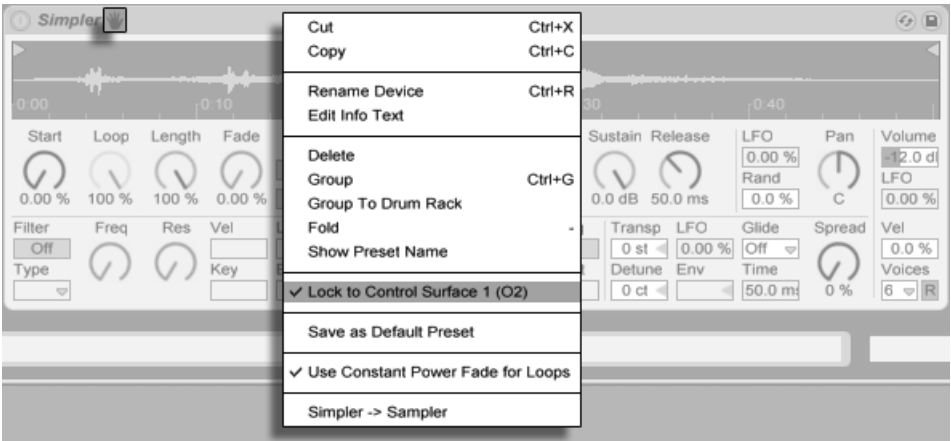 Simpler
Cut Ctrl+X
Copy Ctrl+C
Rename Device Ctrl+R
Edit Info Text
Delete
Group Ctrl+G
Group To Drum Rack
Fold -
Show Preset Name
✓ Lock to Control Surface 1 (O2)
Save as Default Preset
✓ Use Constant Power Fade for Loops
Simpler -> Sampler
0:00 0:10 30 0:40
Start Loop Length Fade
0.00 % 100 % 100 % 0.00 %
Sustain Release
0.0 dB 50.0 ms
LFO
0.00 %
Rand
0.0 %
Pan
C
Volume
-12.0 d
LFO
0.00 %
Filter
Off
Type
Freq Res
Vel
Key
Transp LFO
0 st 0.00 %
Detune Env
0 ct
Glide
Off
Time
50.0 m
Spread
0 %
Vel
0.0 %
Voices
6 R